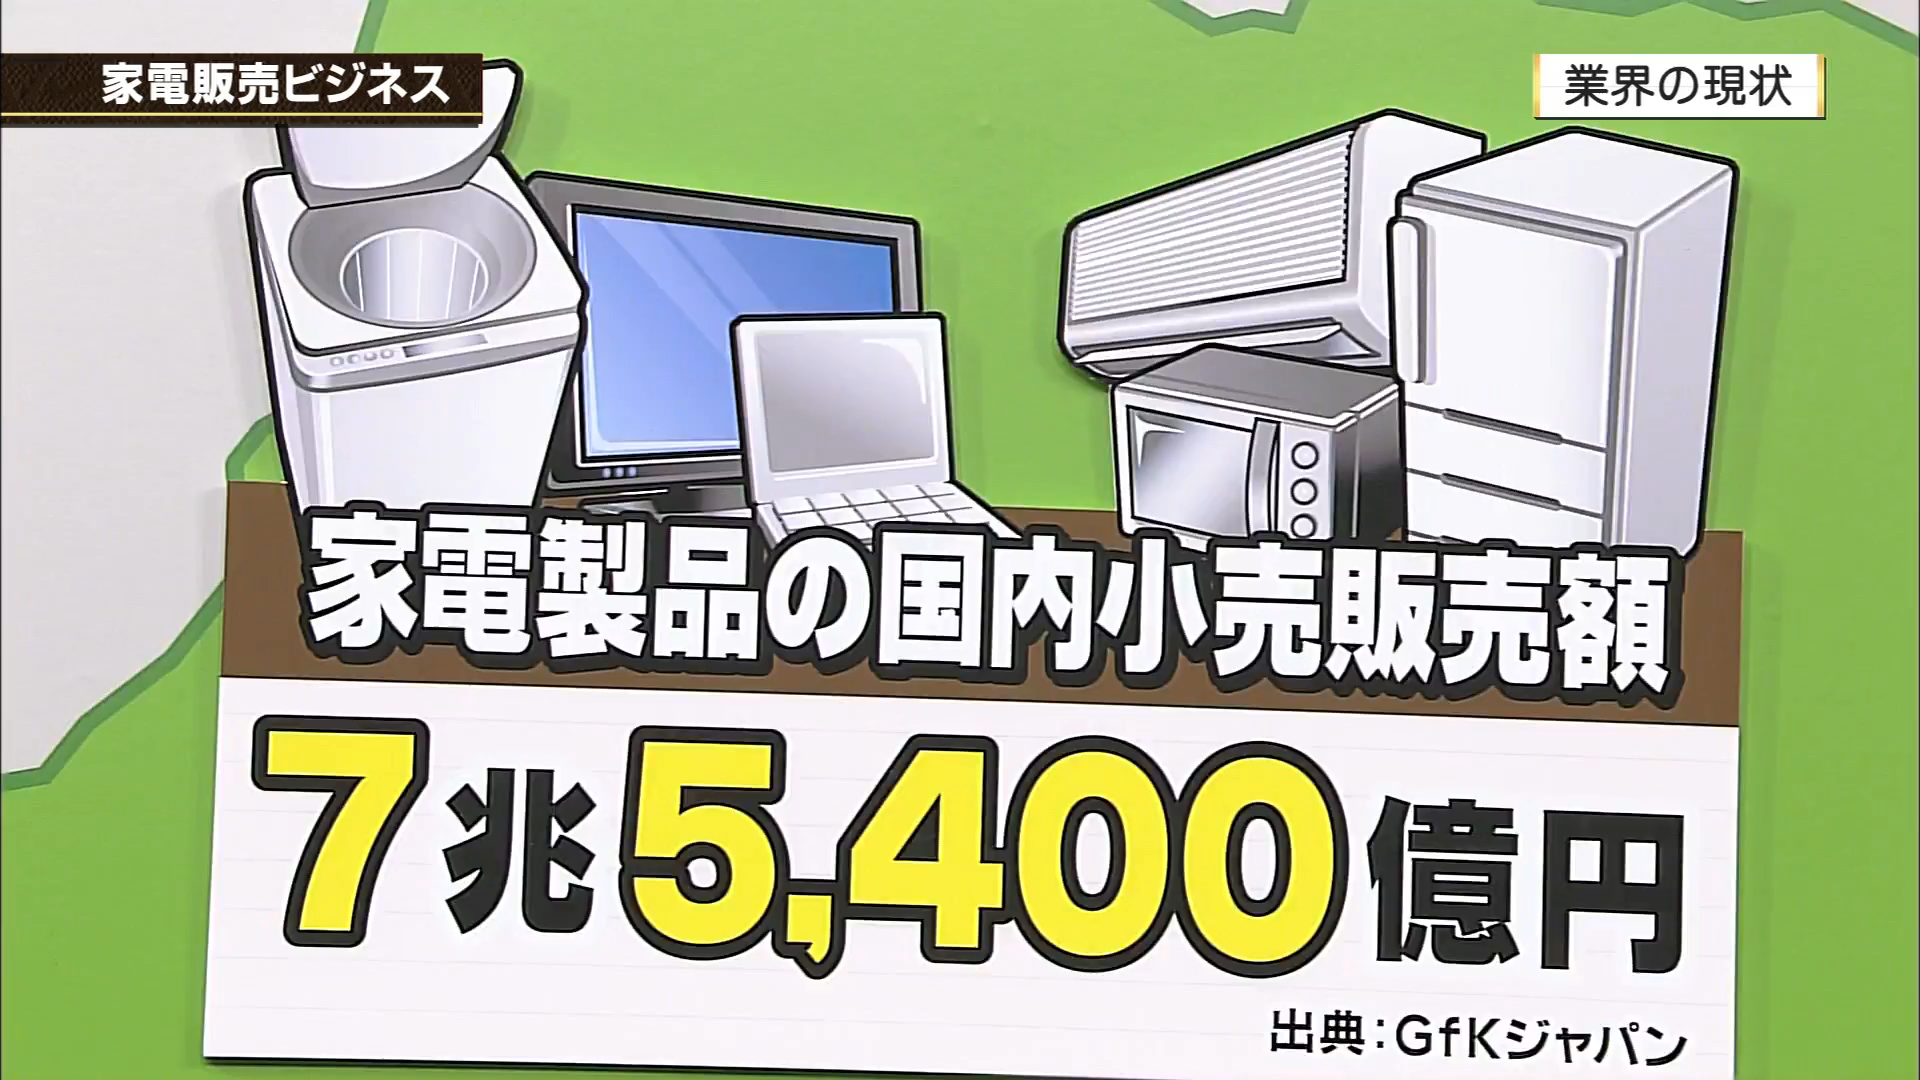 家電販売ビジネス
業界の現状
家電製品の国内小売販売額
7兆5,400億円
出典:GfKジャパン